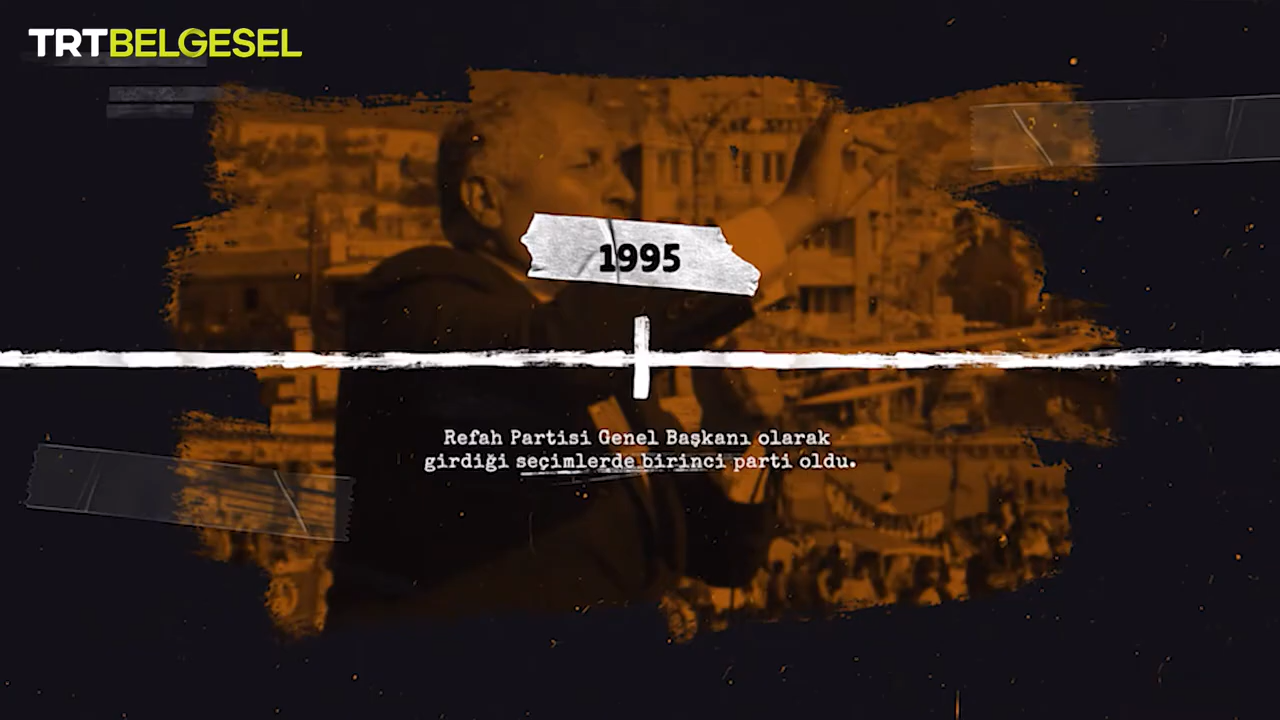 TRTBELGESEL
1995
Refah Partisi Genel Başkanı olarak
girdiği seçimlerde birinci parti oldu.